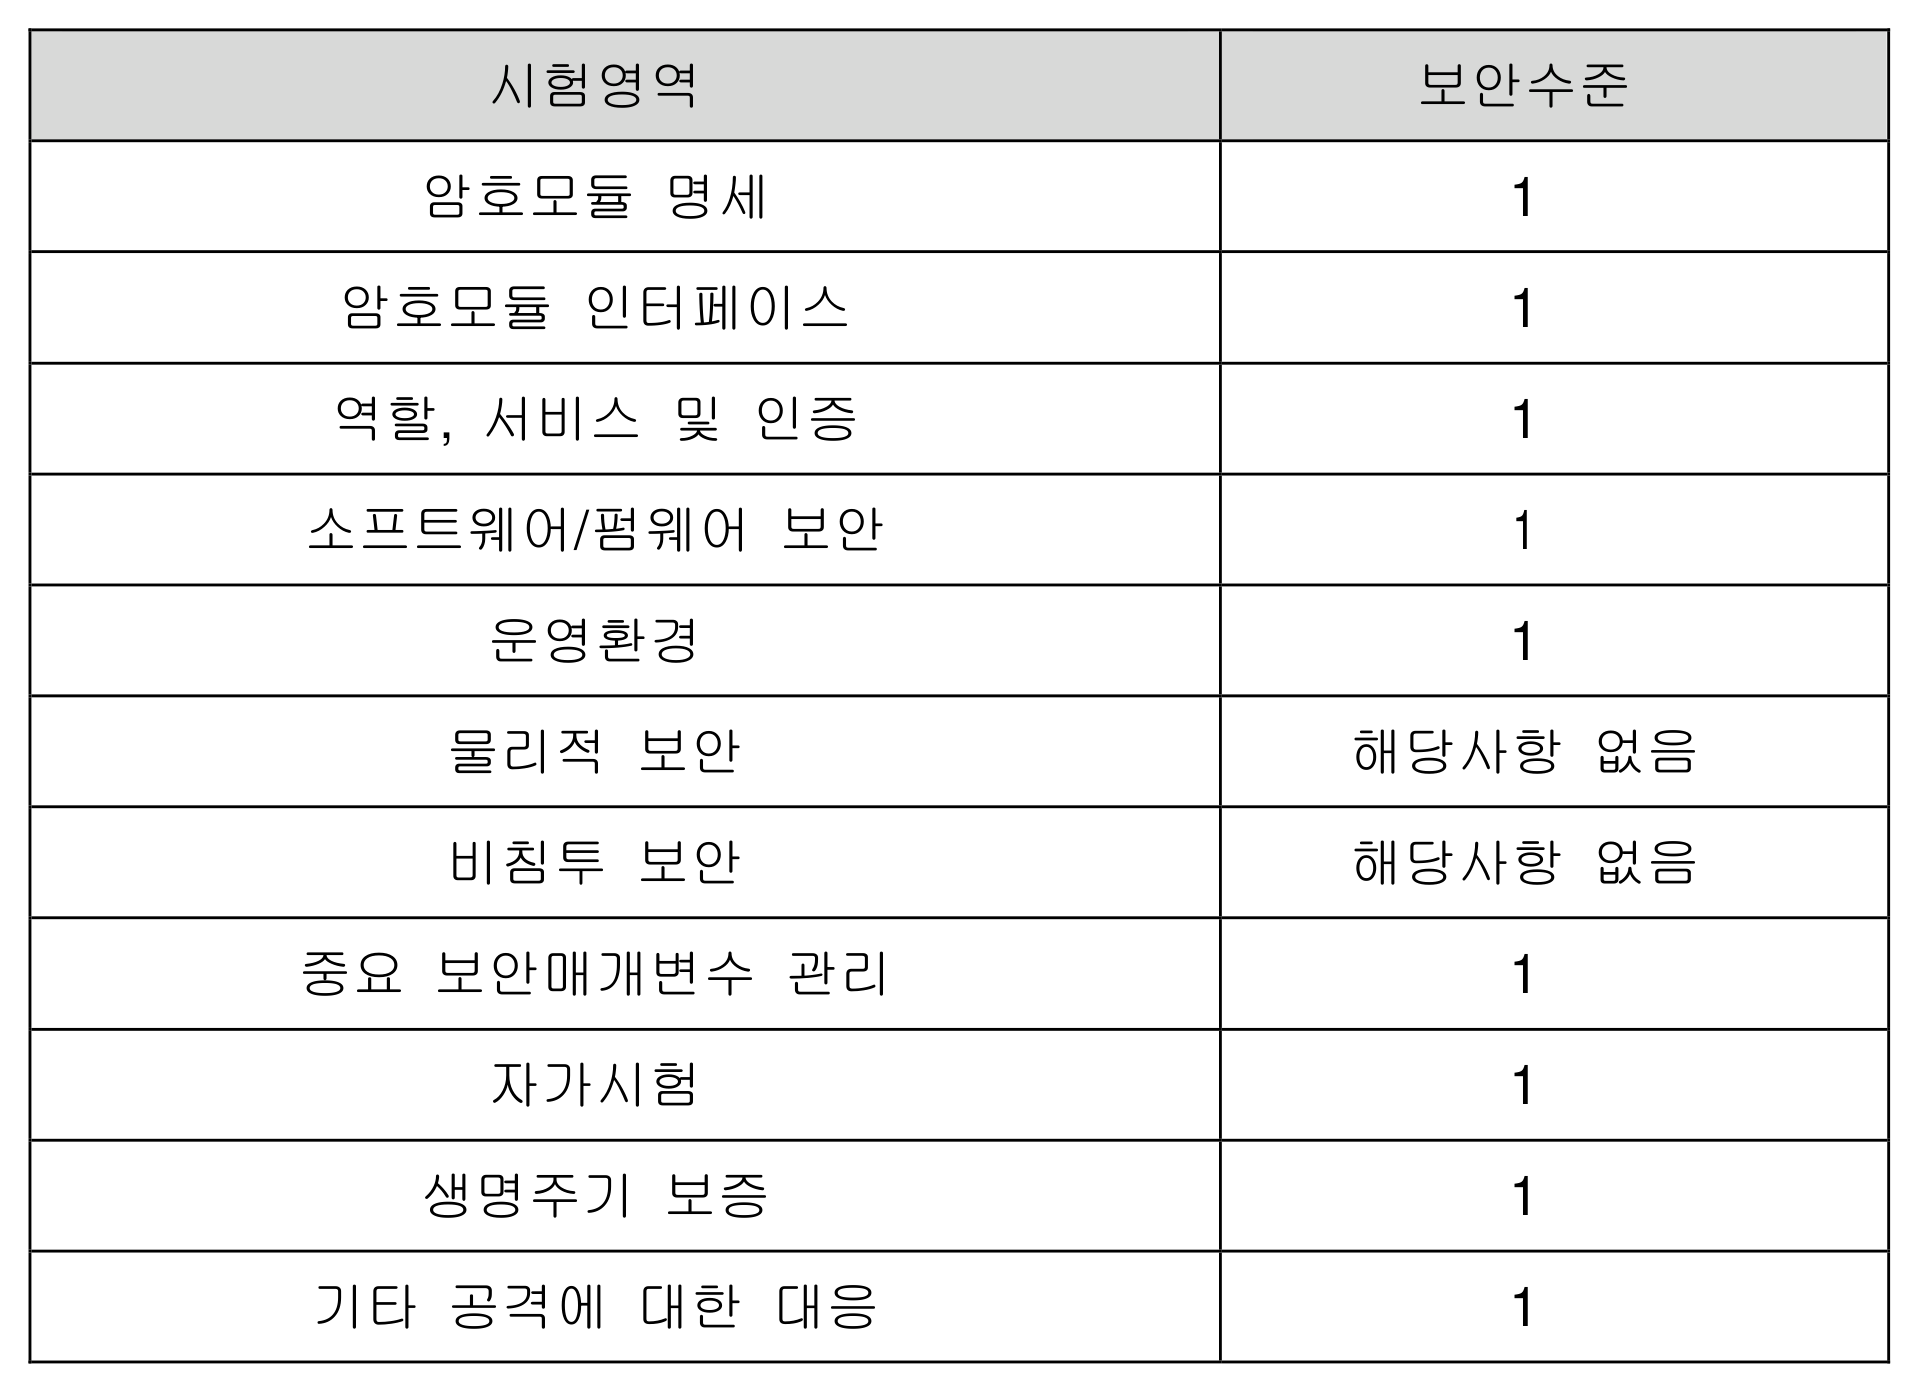 시험영역 보안수준
암호모듈 명세 1
암호모듈 인터페이스 1
역할, 서비스 및 인증 1
소프트웨어/펌웨어 보안 1
운영환경 1
물리적 보안 해당사항 없음
비침투 보안 해당사항 없음
중요 보안매개변수 관리 1
자가시험 1
생명주기 보증 1
기타 공격에 대한 대응 1